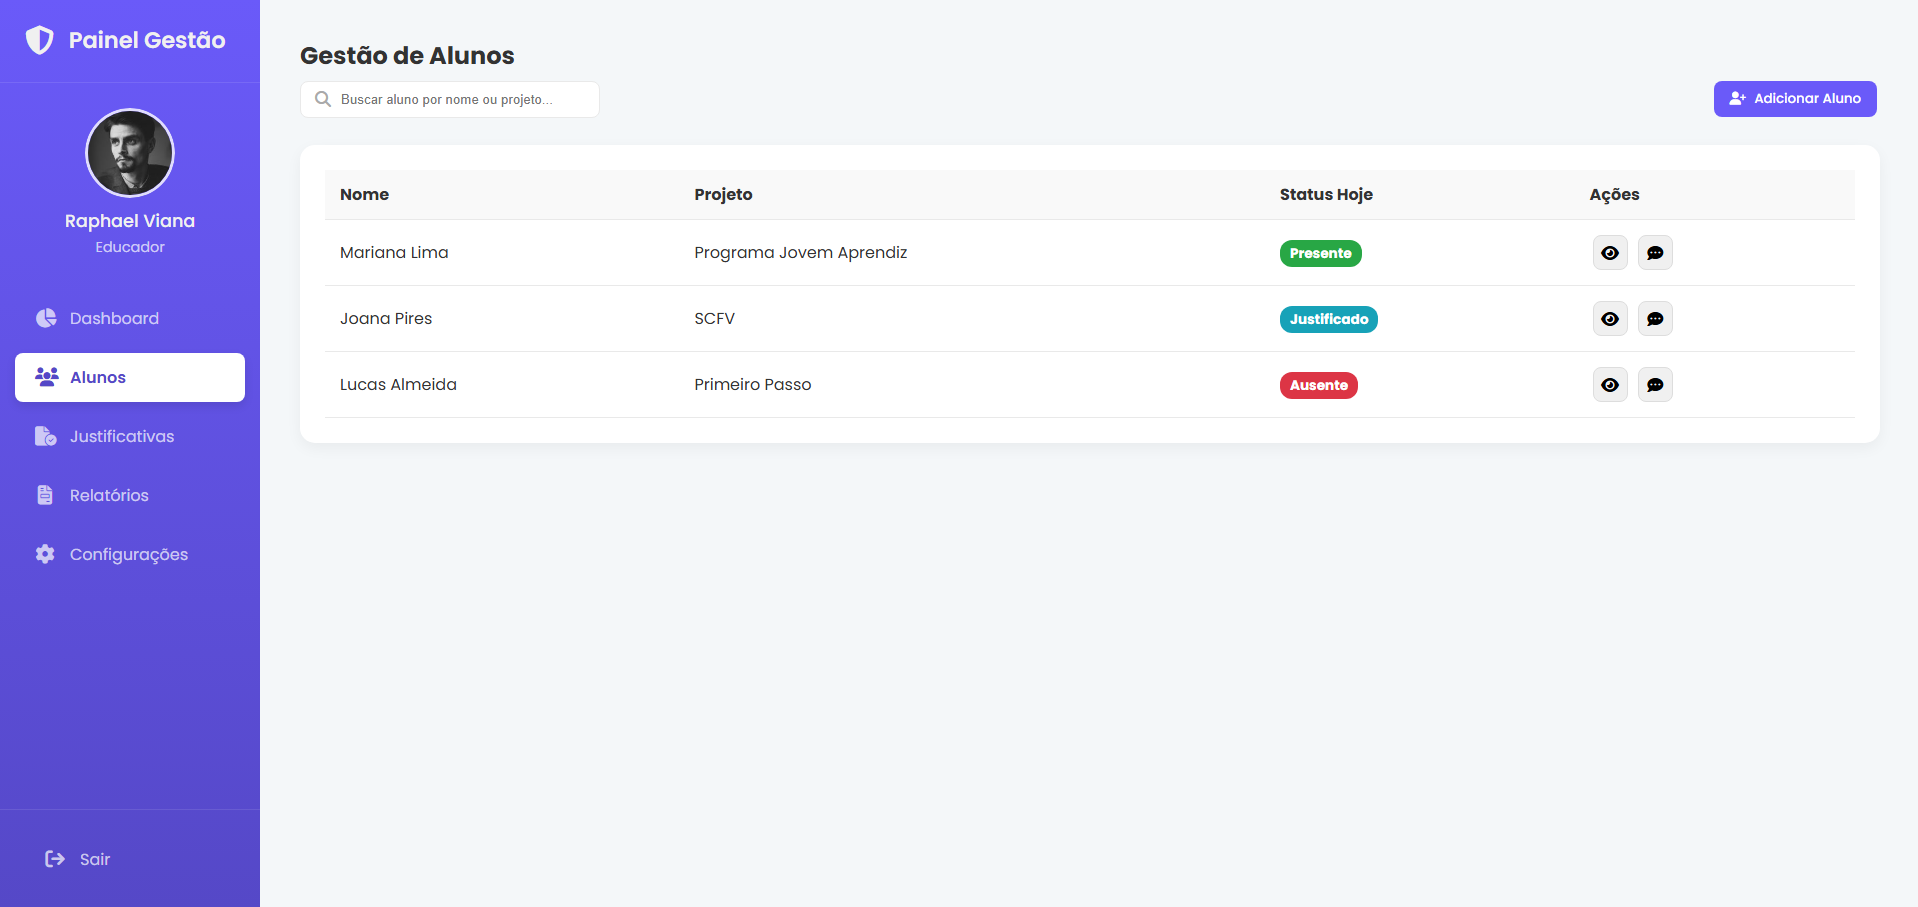 Painel Gestão
Raphael Viana
Educador
Dashboard
Alunos
Justificativas
Relatórios
Configurações
Sair
Gestão de Alunos
Buscar aluno por nome ou projeto...
Adicionar Aluno
Nome Projeto Status Hoje Ações
Mariana Lima Programa Jovem Aprendiz Presente
Joana Pires SCFV Justificado
Lucas Almeida Primeiro Passo Ausente